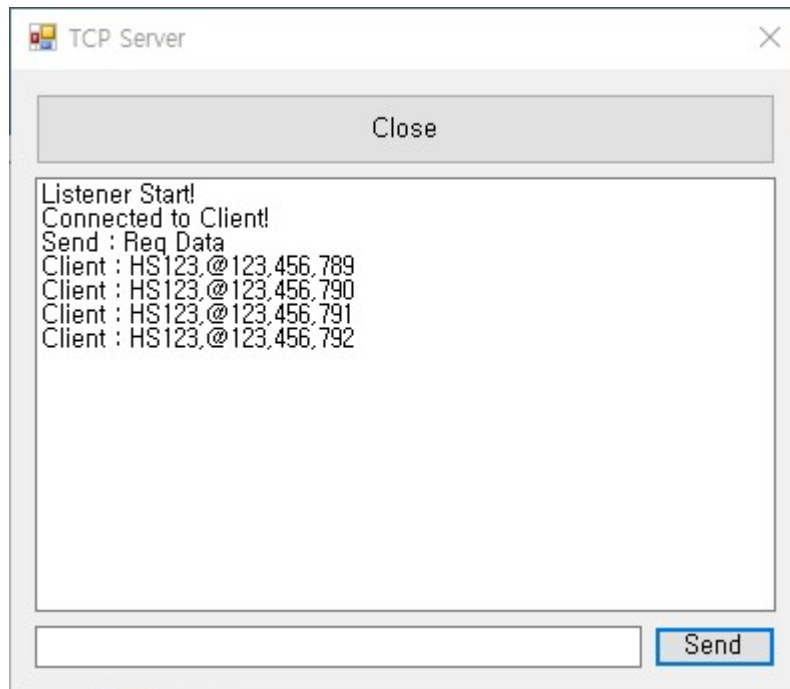 TCP Server
Close
Listener Start!
Connected to Client!
Send : Req Data
Client : HS123,@123,456,789
Client : HS123,@123,456,790
Client : HS123,@123,456,791
Client : HS123,@123,456,792
Send